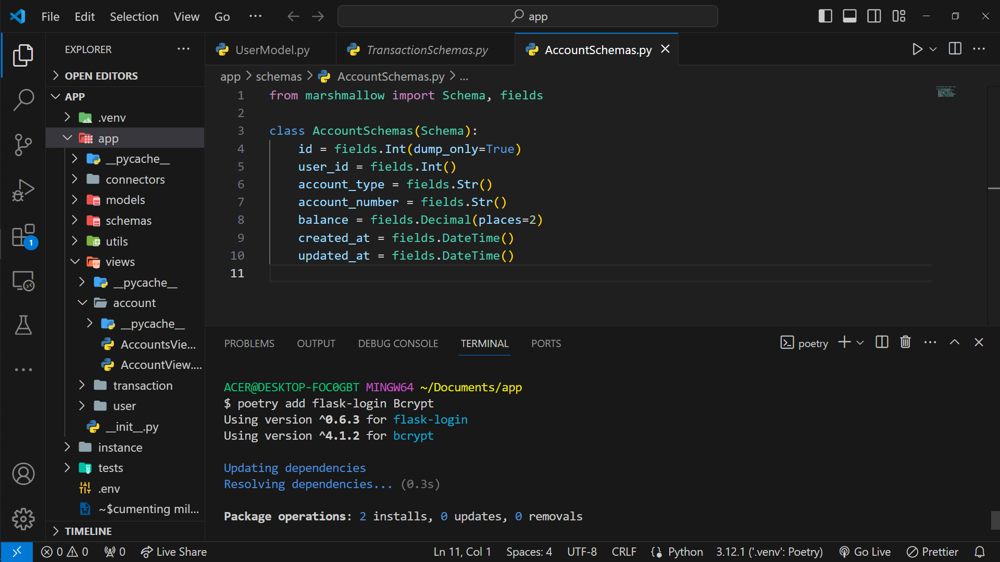 File Edit Selection View Go ··· app
EXPLORER
OPEN EDITORS
APP
.venv
app
__pycache__
connectors
models
schemas
utils
views
__pycache__
account
__pycache__
AccountsVie...
AccountView....
transaction
user
__init__.py
instance
tests
.env
~$cumenting mil...
TIMELINE
UserModel.py TransactionSchemas.py AccountSchemas.py
app > schemas > AccountSchemas.py > ...
1 from marshmallow import Schema, fields
2
3 class AccountSchemas(Schema):
4 id = fields.Int(dump_only=True)
5 user_id = fields.Int()
6 account_type = fields.Str()
7 account_number = fields.Str()
8 balance = fields.Decimal(places=2)
9 created_at = fields.DateTime()
10 updated_at = fields.DateTime()
11
PROBLEMS OUTPUT DEBUG CONSOLE TERMINAL PORTS poetry
ACER@DESKTOP-FOC0GBT MINGW64 ~/Documents/app
$ poetry add flask-login Bcrypt
Using version ^0.6.3 for flask-login
Using version ^4.1.2 for bcrypt
Updating dependencies
Resolving dependencies... (0.3s)
Package operations: 2 installs, 0 updates, 0 removals
1
0 0 0 Live Share Ln 11, Col 1 Spaces: 4 UTF-8 CRLF Python 3.12.1 ('.venv': Poetry) Go Live Prettier